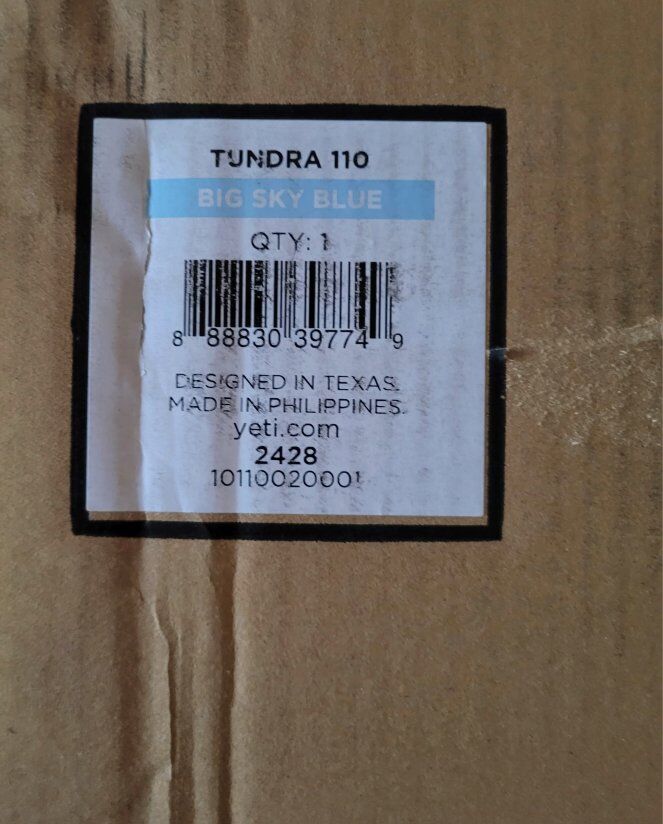 TUNDRA 110
BIG SKY BLUE
QTY: 1
8 88830 39774 9
DESIGNED IN TEXAS.
MADE IN PHILIPPINES.
yeti.com
2428
10110020001